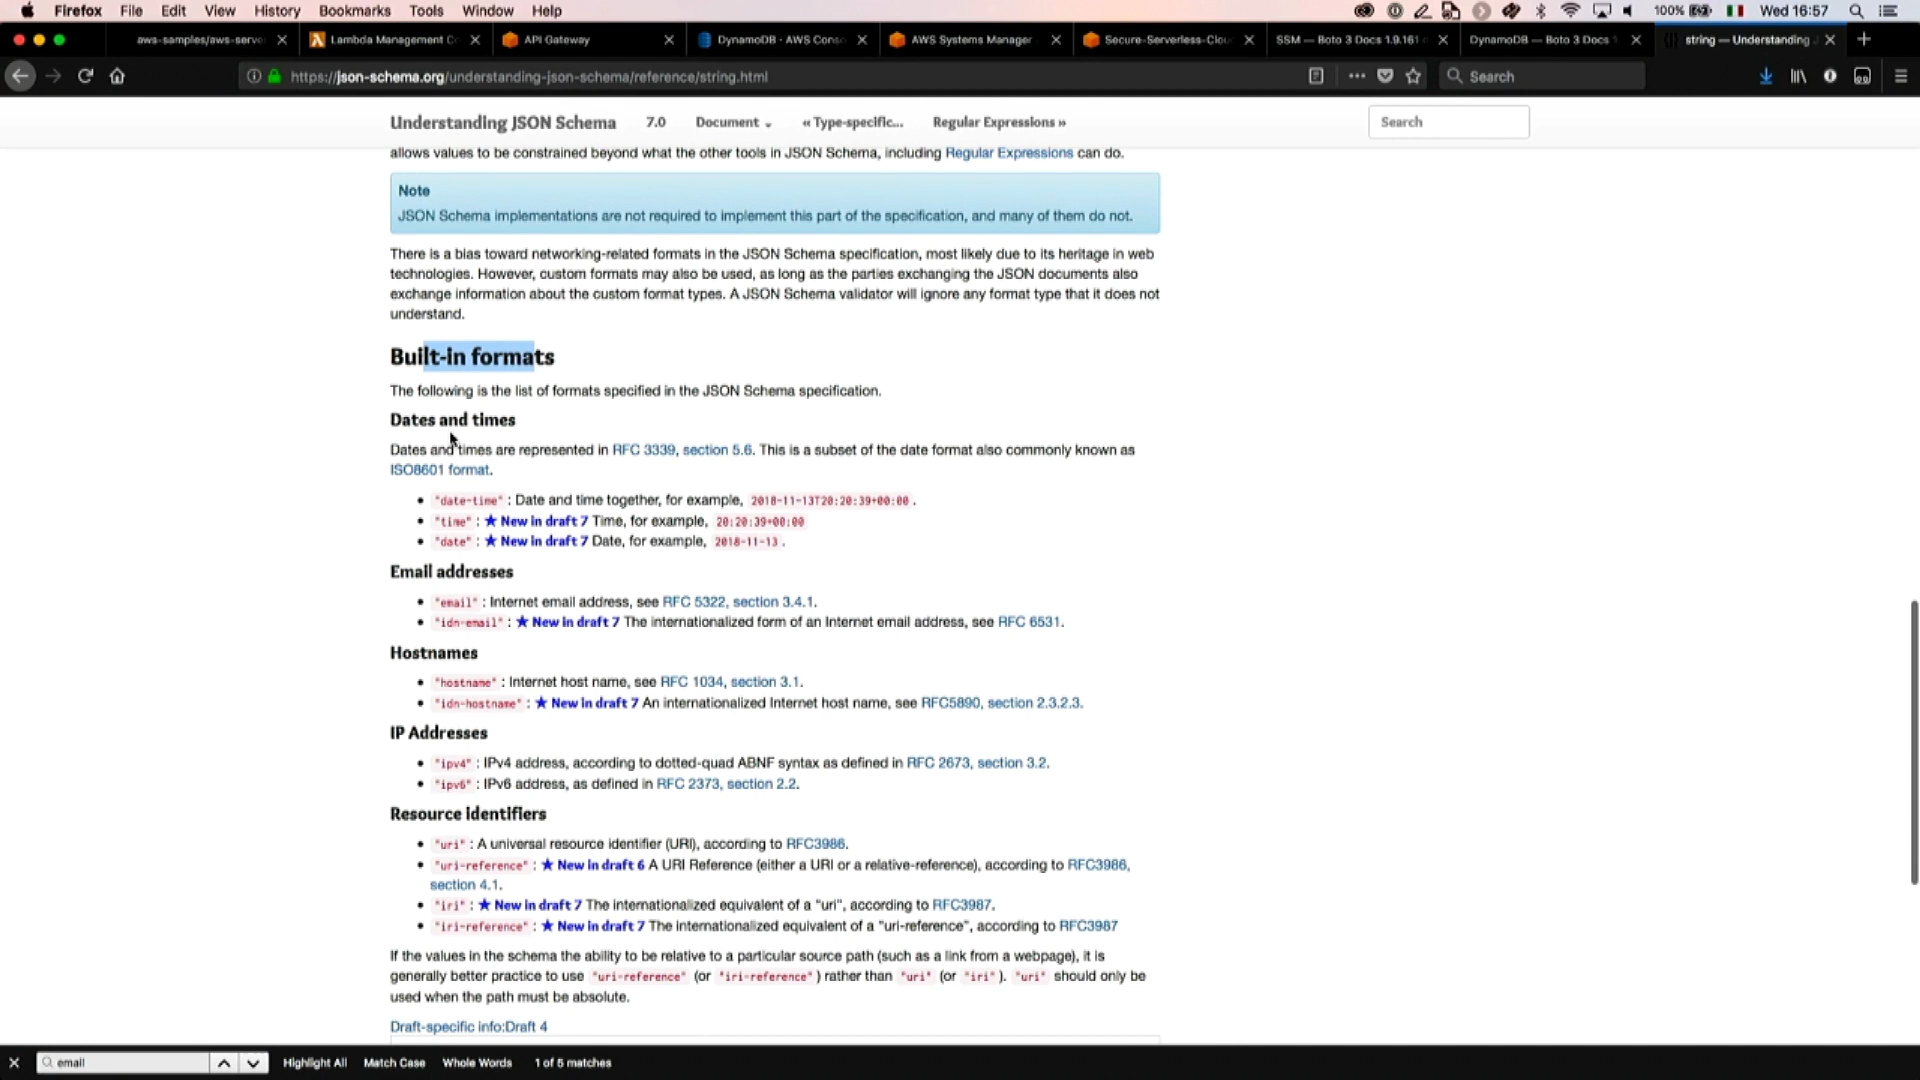 Firefox File Edit View History Bookmarks Tools Window Help 100% Wed 16:57
aws-samples/aws-serve Lambda Management C API Gateway DynamoDB · AWS Cons AWS Systems Manager Secure-Serverless-Clou SSM — Boto 3 Docs 1.9.161 DynamoDB — Boto 3 Docs 1 string — Understanding
https://json-schema.org/understanding-json-schema/reference/string.html Search
Understanding JSON Schema 7.0 Document « Type-specific... Regular Expressions » Search
allows values to be constrained beyond what the other tools in JSON Schema, including Regular Expressions can do.
Note
JSON Schema implementations are not required to implement this part of the specification, and many of them do not.
There is a bias toward networking-related formats in the JSON Schema specification, most likely due to its heritage in web
technologies. However, custom formats may also be used, as long as the parties exchanging the JSON documents also
exchange information about the custom format types. A JSON Schema validator will ignore any format type that it does not
understand.
Built-in formats
The following is the list of formats specified in the JSON Schema specification.
Dates and times
Dates and times are represented in RFC 3339, section 5.6. This is a subset of the date format also commonly known as
ISO8601 format.
• "date-time" : Date and time together, for example, 2018-11-13T20:20:39+00:00 .
• "time" : ★ New in draft 7 Time, for example, 20:20:39+00:00
• "date" : ★ New in draft 7 Date, for example, 2018-11-13 .
Email addresses
• "email" : Internet email address, see RFC 5322, section 3.4.1.
• "idn-email" : ★ New in draft 7 The internationalized form of an Internet email address, see RFC 6531.
Hostnames
• "hostname" : Internet host name, see RFC 1034, section 3.1.
• "idn-hostname" : ★ New in draft 7 An internationalized Internet host name, see RFC5890, section 2.3.2.3.
IP Addresses
• "ipv4" : IPv4 address, according to dotted-quad ABNF syntax as defined in RFC 2673, section 3.2.
• "ipv6" : IPv6 address, as defined in RFC 2373, section 2.2.
Resource identifiers
• "uri" : A universal resource identifier (URI), according to RFC3986.
• "uri-reference" : ★ New in draft 6 A URI Reference (either a URI or a relative-reference), according to RFC3986,
section 4.1.
• "iri" : ★ New in draft 7 The internationalized equivalent of a "uri", according to RFC3987.
• "iri-reference" : ★ New in draft 7 The internationalized equivalent of a "uri-reference", according to RFC3987
If the values in the schema the ability to be relative to a particular source path (such as a link from a webpage), it is
generally better practice to use "uri-reference" (or "iri-reference" ) rather than "uri" (or "iri" ). "uri" should only be
used when the path must be absolute.
Draft-specific info:Draft 4
email Highlight All Match Case Whole Words 1 of 5 matches